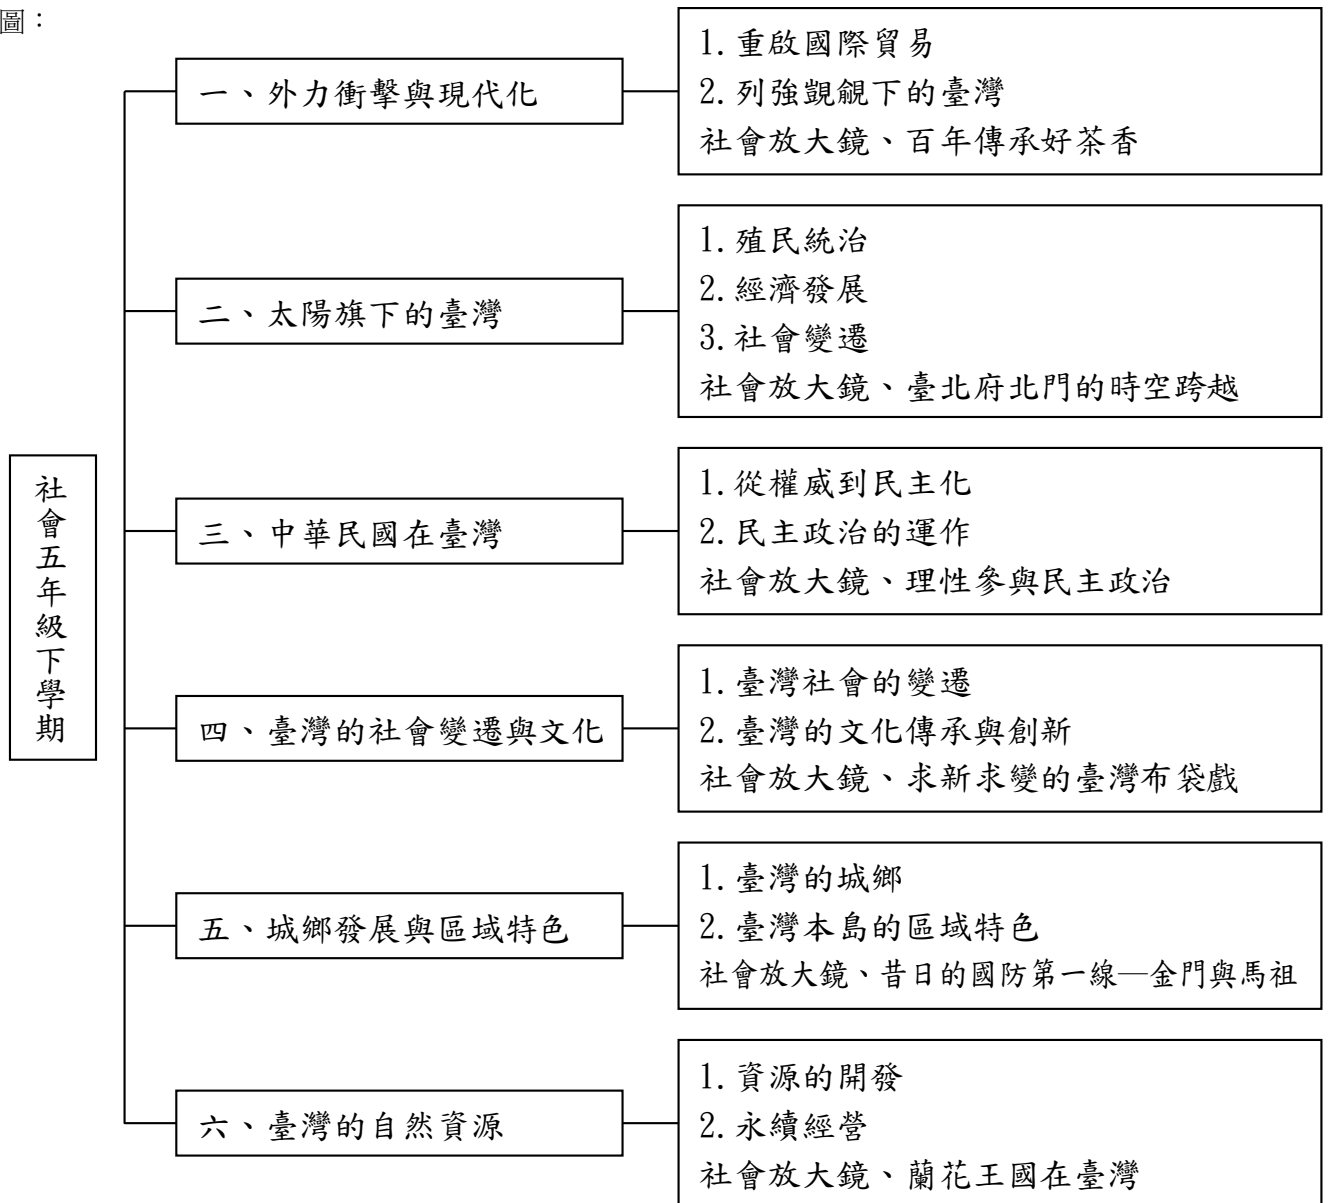 圖：
社會五年級下學期
一、外力衝擊與現代化
1.重啟國際貿易
2.列強覬覦下的臺灣
社會放大鏡、百年傳承好茶香
二、太陽旗下的臺灣
1.殖民統治
2.經濟發展
3.社會變遷
社會放大鏡、臺北府北門的時空跨越
三、中華民國在臺灣
1.從權威到民主化
2.民主政治的運作
社會放大鏡、理性參與民主政治
四、臺灣的社會變遷與文化
1.臺灣社會的變遷
2.臺灣的文化傳承與創新
社會放大鏡、求新求變的臺灣布袋戲
五、城鄉發展與區域特色
1.臺灣的城鄉
2.臺灣本島的區域特色
社會放大鏡、昔日的國防第一線─金門與馬祖
六、臺灣的自然資源
1.資源的開發
2.永續經營
社會放大鏡、蘭花王國在臺灣